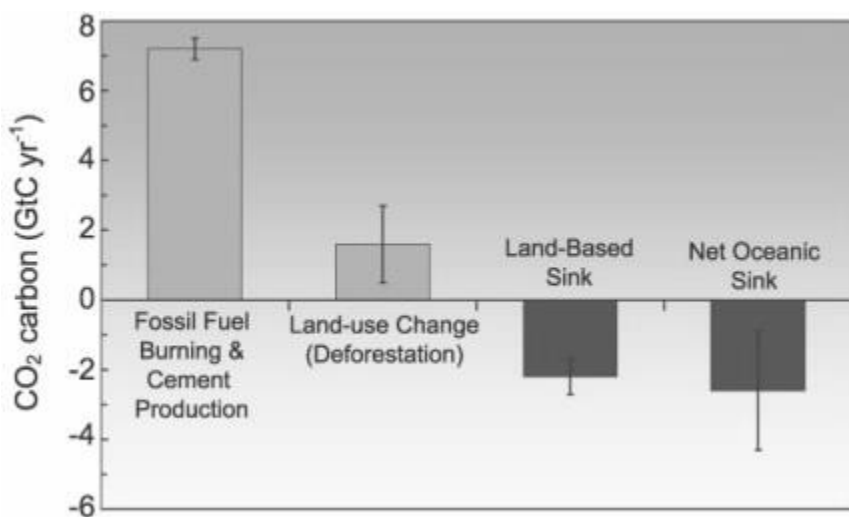 8
6
4
2
0
-2
-4
-6
CO₂ carbon (GtC yr⁻¹)
Fossil Fuel
Burning &
Cement
Production
Land-use Change
(Deforestation)
Land-Based
Sink
Net Oceanic
Sink